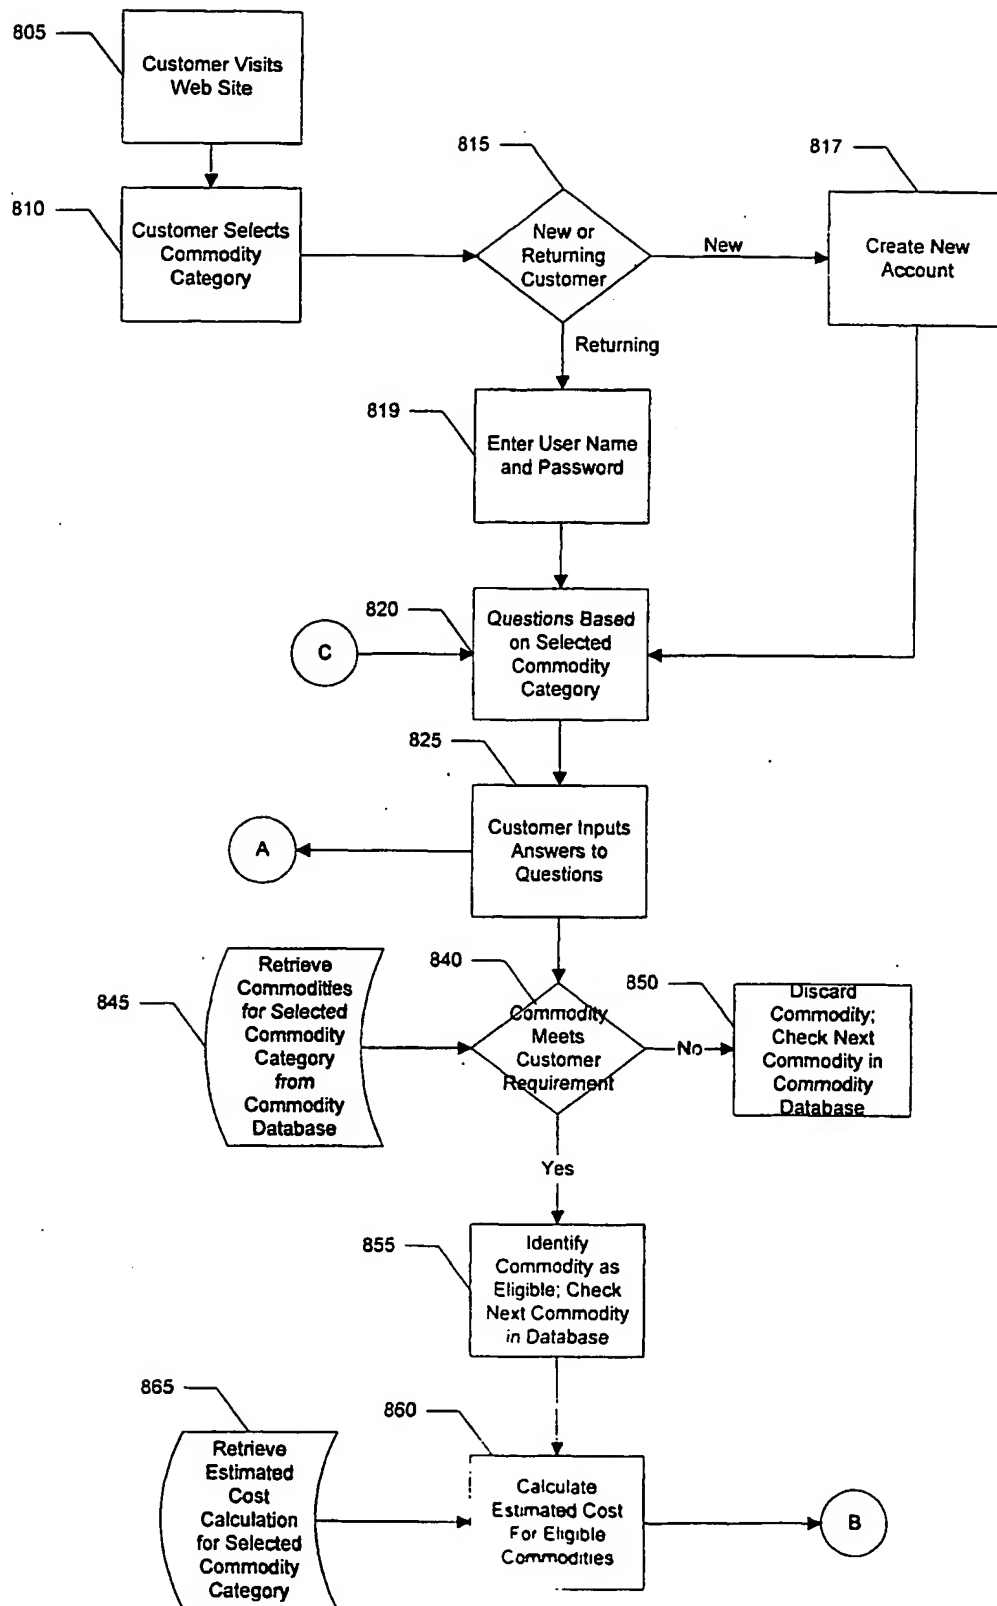 805
Customer Visits
Web Site
810
Customer Selects
Commodity
Category
815
New or
Returning
Customer
New
817
Create New
Account
Returning
819
Enter User Name
and Password
820
Questions Based
on Selected
Commodity
Category
C
825
Customer Inputs
Answers to
Questions
A
845
Retrieve
Commodities
for Selected
Commodity
Category
from
Commodity
Database
840
Commodity
Meets
Customer
Requirement
No
850
Discard
Commodity;
Check Next
Commodity in
Commodity
Database
Yes
855
Identify
Commodity as
Eligible; Check
Next Commodity
in Database
865
Retrieve
Estimated
Cost
Calculation
for Selected
Commodity
Category
860
Calculate
Estimated Cost
For Eligible
Commodities
B